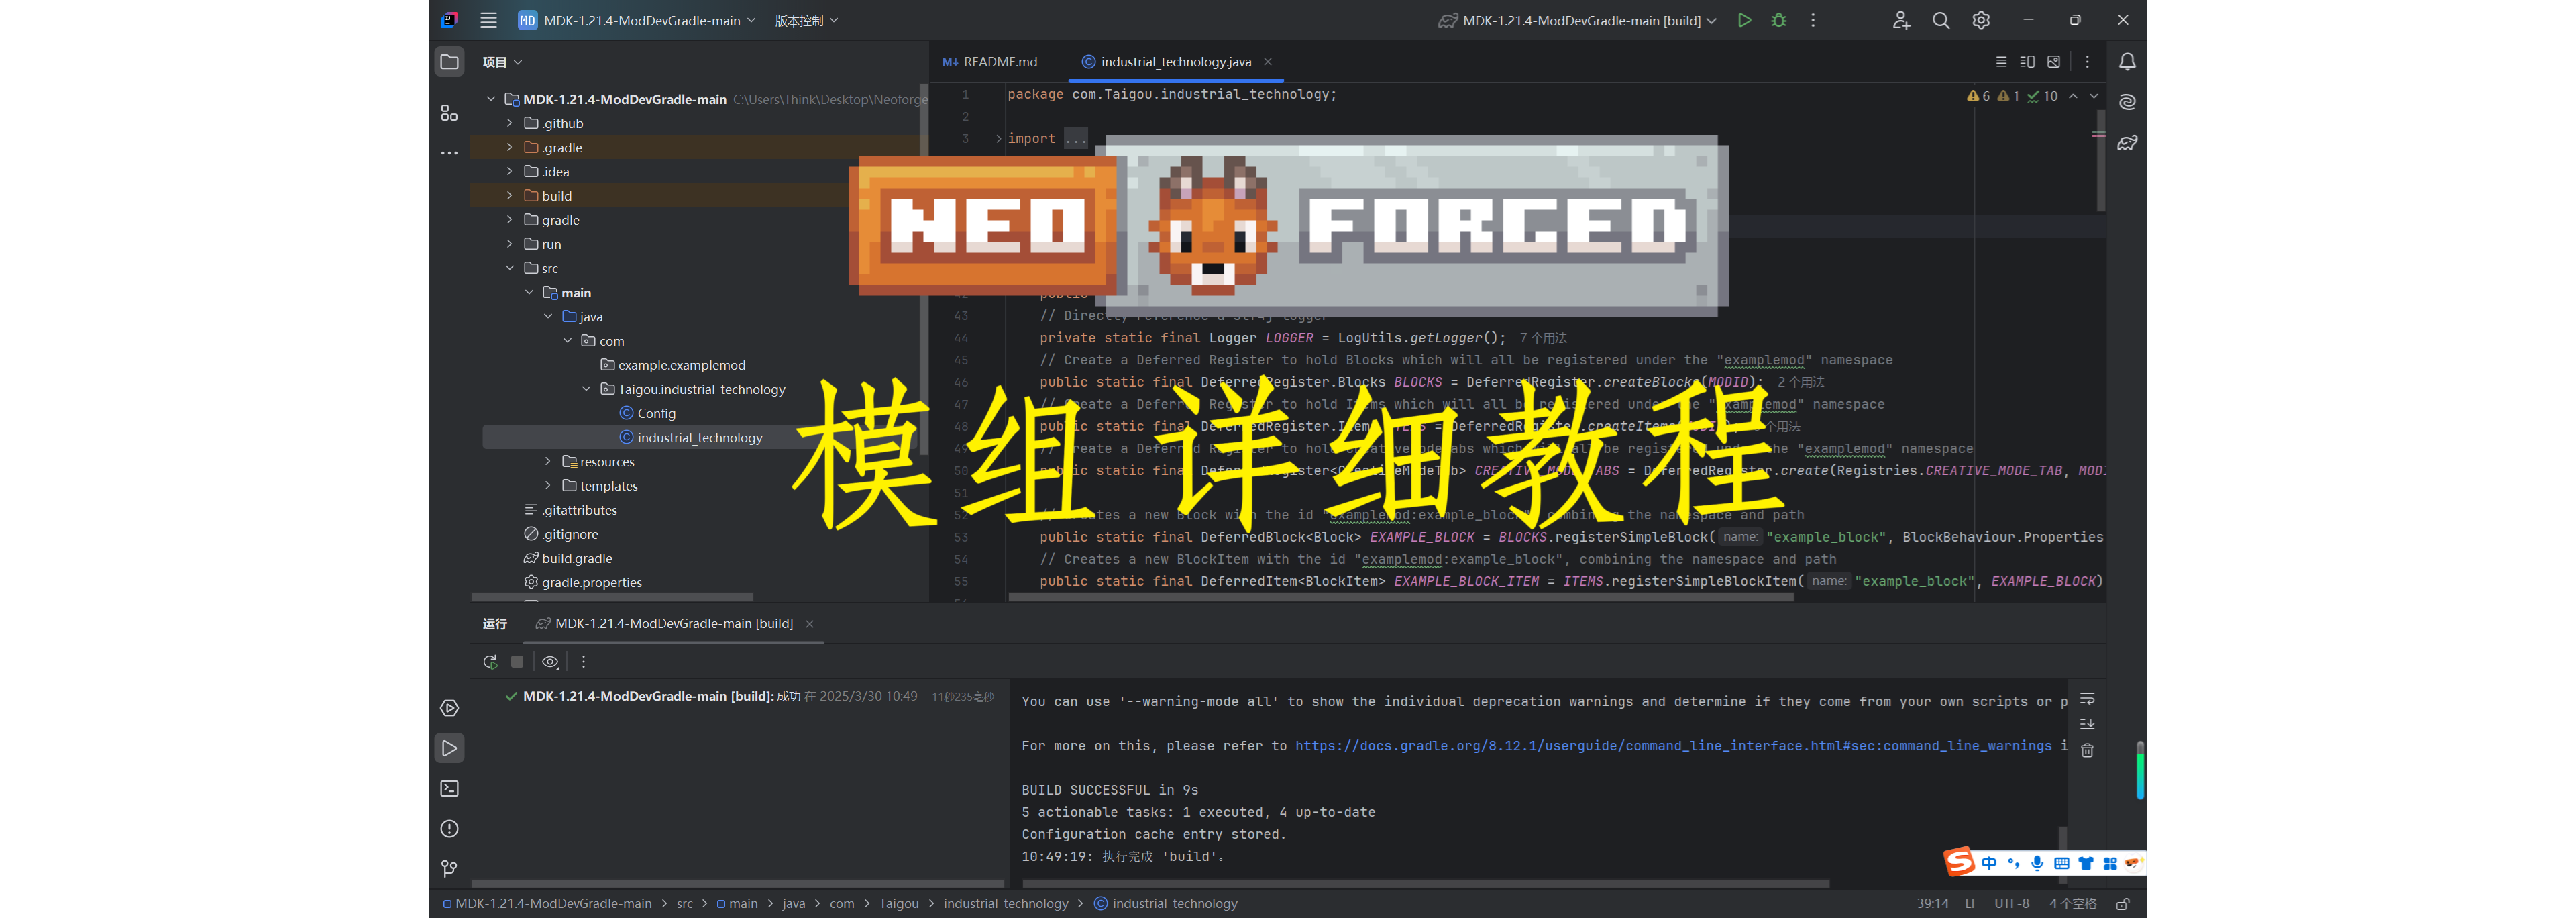 MD MDK-1.21.4-ModDevGradle-main 版本控制 MDK-1.21.4-ModDevGradle-main [build]
项目
README.md industrial_technology.java
MDK-1.21.4-ModDevGradle-main C:\Users\Think\Desktop\Neoforge
.github
.gradle
.idea
build
gradle
run
src
main
java
com
example.examplemod
Taigou.industrial_technology
Config
industrial_technology
resources
templates
.gitattributes
.gitignore
build.gradle
gradle.properties
6 1 10
1 package com.Taigou.industrial_technology;
2
3 import ...
NEO FORGED
42 public
43 // Directly reference a slf4j logger
44 private static final Logger LOGGER = LogUtils.getLogger(); 7 个用法
45 // Create a Deferred Register to hold Blocks which will all be registered under the "examplemod" namespace
46 public static final DeferredRegister.Blocks BLOCKS = DeferredRegister.createBlocks(MODID); 2 个用法
47 // Create a Deferred Register to hold Items which will all be registered under the "examplemod" namespace
48 public static final DeferredRegister.Items ITEMS = DeferredRegister.createItems(MODID); 个用法
49 // Create a Deferred Register to hold CreativeModeTabs which will all be registered under the "examplemod" namespace
50 public static final DeferredRegister<CreativeModeTab> CREATIVE_MODE_TABS = DeferredRegister.create(Registries.CREATIVE_MODE_TAB, MODI
51
52 // Creates a new Block with the id "examplemod:example_block", combining the namespace and path
53 public static final DeferredBlock<Block> EXAMPLE_BLOCK = BLOCKS.registerSimpleBlock( name: "example_block", BlockBehaviour.Properties
54 // Creates a new BlockItem with the id "examplemod:example_block", combining the namespace and path
55 public static final DeferredItem<BlockItem> EXAMPLE_BLOCK_ITEM = ITEMS.registerSimpleBlockItem( name: "example_block", EXAMPLE_BLOCK)
模组详细教程
运行 MDK-1.21.4-ModDevGradle-main [build]
MDK-1.21.4-ModDevGradle-main [build]: 成功 在 2025/3/30 10:49 11秒235毫秒
You can use '--warning-mode all' to show the individual deprecation warnings and determine if they come from your own scripts or p
For more on this, please refer to https://docs.gradle.org/8.12.1/userguide/command_line_interface.html#sec:command_line_warnings i
BUILD SUCCESSFUL in 9s
5 actionable tasks: 1 executed, 4 up-to-date
Configuration cache entry stored.
10:49:19: 执行完成 'build'。
中
MDK-1.21.4-ModDevGradle-main > src > main > java > com > Taigou > industrial_technology > industrial_technology 39:14 LF UTF-8 4 个空格